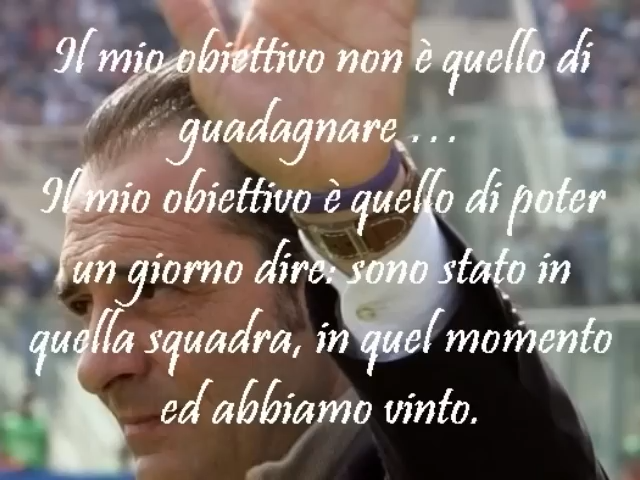 Il mio obiettivo non è quello di
guadagnare ...
Il mio obiettivo è quello di poter
un giorno dire: sono stato in
quella squadra, in quel momento
ed abbiamo vinto.